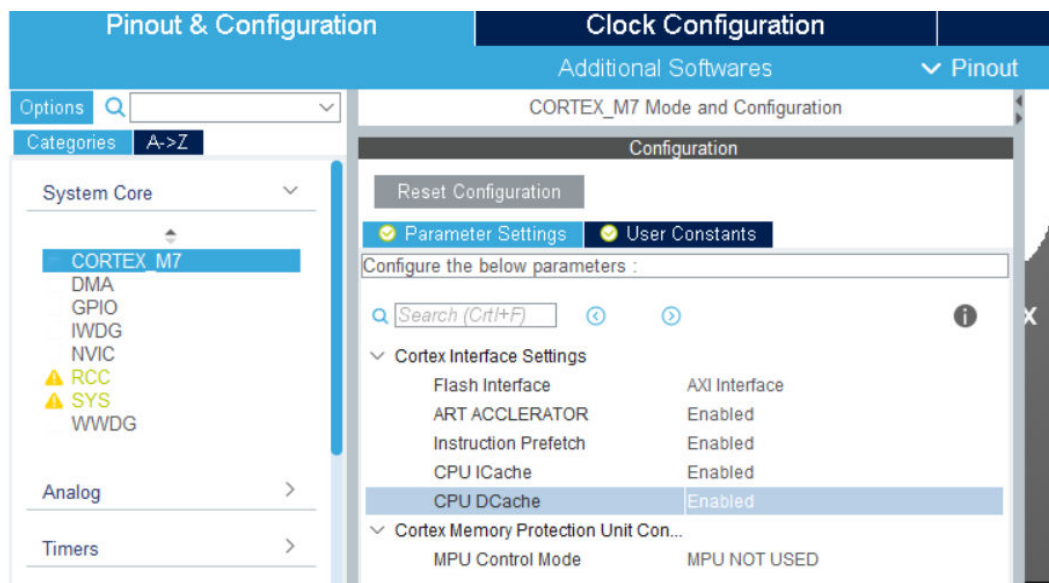 Pinout & Configuration
Clock Configuration
Additional Softwares
Pinout
Options
CORTEX_M7 Mode and Configuration
Categories
A->Z
Configuration
System Core
Reset Configuration
Parameter Settings
User Constants
CORTEX_M7
Configure the below parameters :
DMA
GPIO
IWDG
NVIC
RCC
SYS
WWDG
Search (Crtl+F)
Cortex Interface Settings
Flash Interface AXI Interface
ART ACCLERATOR Enabled
Instruction Prefetch Enabled
CPU ICache Enabled
CPU DCache Enabled
Cortex Memory Protection Unit Con...
MPU Control Mode MPU NOT USED
Analog
Timers
X